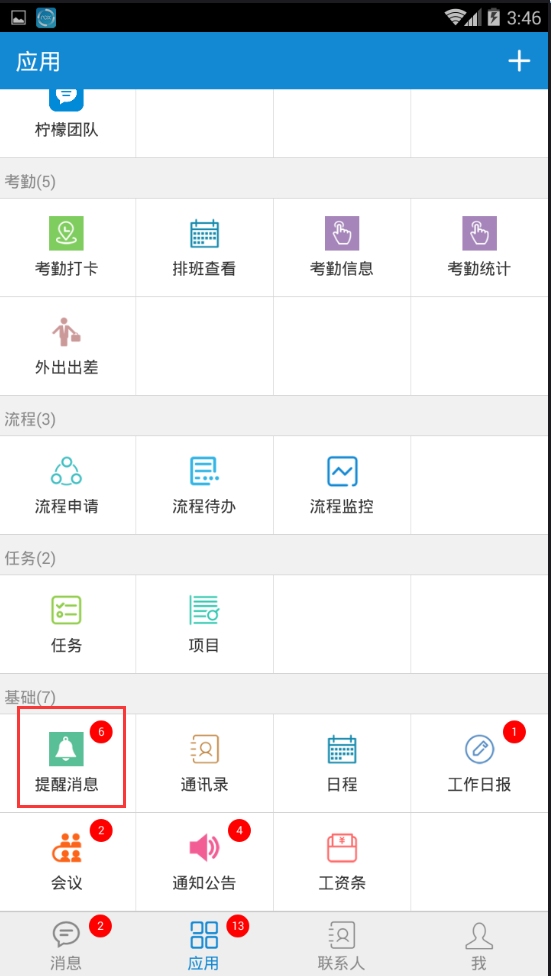 3:46
应用
柠檬团队
考勤(5)
考勤打卡 排班查看 考勤信息 考勤统计
外出出差
流程(3)
流程申请 流程待办 流程监控
任务(2)
任务 项目
基础(7)
6 1
提醒消息 通讯录 日程 工作日报
2 4
¥
会议 通知公告 工资条
2 13
消息 应用 联系人 我